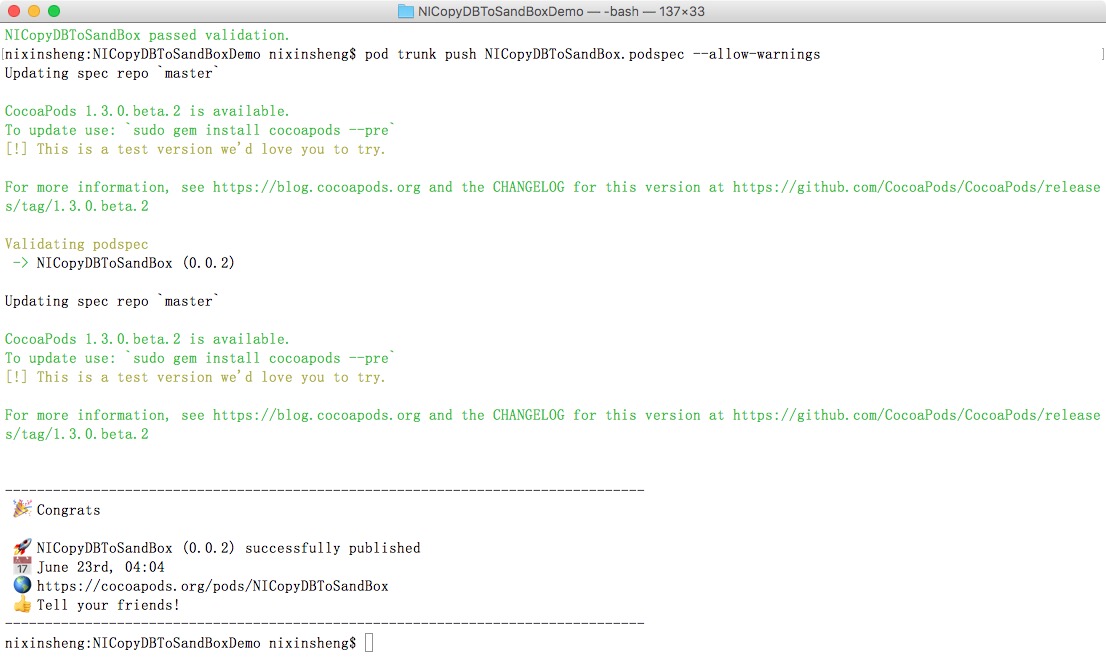 NICopyDBToSandBoxDemo — -bash — 137×33
NICopyDBToSandBox passed validation.
[nixinsheng:NICopyDBToSandBoxDemo nixinsheng$ pod trunk push NICopyDBToSandBox.podspec --allow-warnings ]
Updating spec repo `master`
CocoaPods 1.3.0.beta.2 is available.
To update use: `sudo gem install cocoapods --pre`
[!] This is a test version we'd love you to try.
For more information, see https://blog.cocoapods.org and the CHANGELOG for this version at https://github.com/CocoaPods/CocoaPods/release
s/tag/1.3.0.beta.2
Validating podspec
-> NICopyDBToSandBox (0.0.2)
Updating spec repo `master`
CocoaPods 1.3.0.beta.2 is available.
To update use: `sudo gem install cocoapods --pre`
[!] This is a test version we'd love you to try.
For more information, see https://blog.cocoapods.org and the CHANGELOG for this version at https://github.com/CocoaPods/CocoaPods/release
s/tag/1.3.0.beta.2
--------------------------------------------------------------------------------
🎉 Congrats
🚀 NICopyDBToSandBox (0.0.2) successfully published
📅 June 23rd, 04:04
🌎 https://cocoapods.org/pods/NICopyDBToSandBox
👍 Tell your friends!
--------------------------------------------------------------------------------
nixinsheng:NICopyDBToSandBoxDemo nixinsheng$